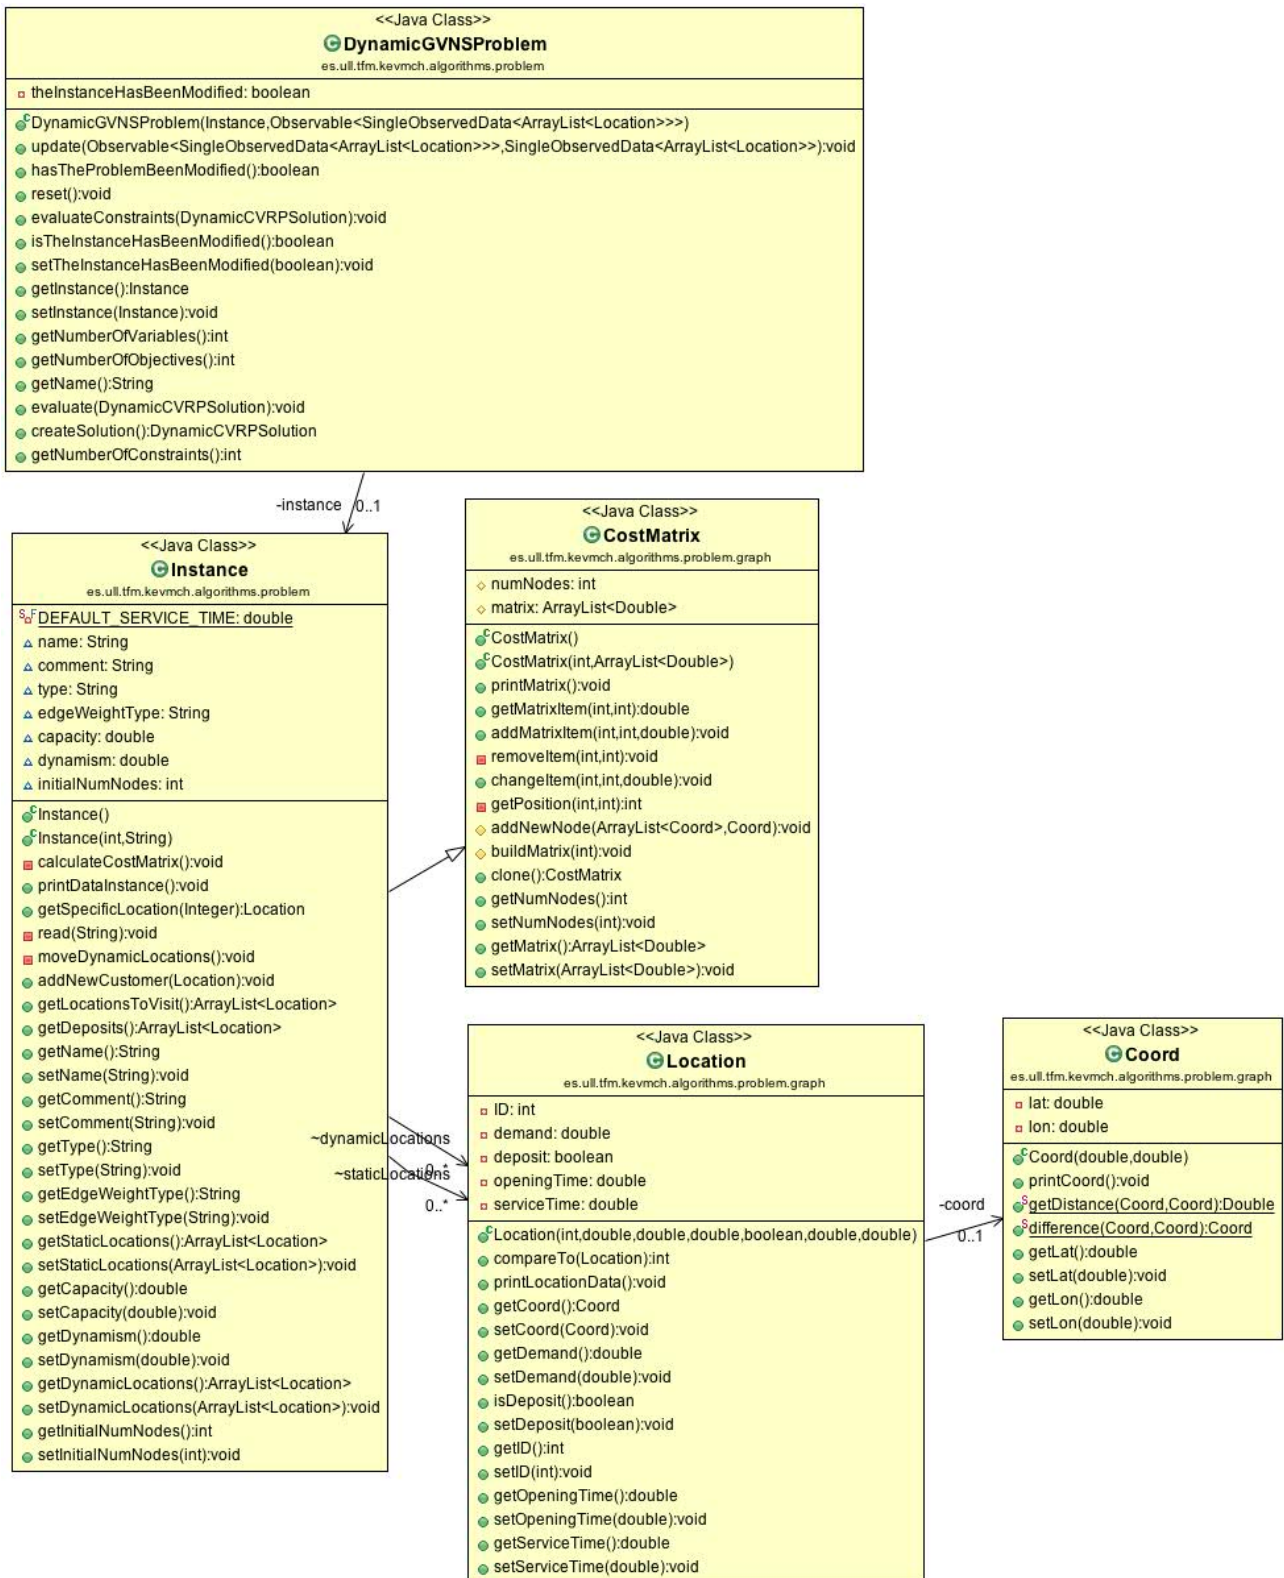 <<Java Class>>
DynamicGVNSProblem
es.ull.tfm.kevmch.algorithms.problem
theInstanceHasBeenModified: boolean
DynamicGVNSProblem(Instance,Observable<SingleObservedData<ArrayList<Location>>>)
update(Observable<SingleObservedData<ArrayList<Location>>>,SingleObservedData<ArrayList<Location>>):void
hasTheProblemBeenModified():boolean
reset():void
evaluateConstraints(DynamicCVRPSolution):void
isTheInstanceHasBeenModified():boolean
setTheInstanceHasBeenModified(boolean):void
getInstance():Instance
setInstance(Instance):void
getNumberOfVariables():int
getNumberOfObjectives():int
getName():String
evaluate(DynamicCVRPSolution):void
createSolution():DynamicCVRPSolution
getNumberOfConstraints():int
-instance 0..1
<<Java Class>>
Instance
es.ull.tfm.kevmch.algorithms.problem
DEFAULT_SERVICE_TIME: double
name: String
comment: String
type: String
edgeWeightType: String
capacity: double
dynamism: double
initialNumNodes: int
Instance()
Instance(int,String)
calculateCostMatrix():void
printDataInstance():void
getSpecificLocation(Integer):Location
read(String):void
moveDynamicLocations():void
addNewCustomer(Location):void
getLocationsToVisit():ArrayList<Location>
getDeposits():ArrayList<Location>
getName():String
setName(String):void
getComment():String
setComment(String):void
getType():String
setType(String):void
getEdgeWeightType():String
setEdgeWeightType(String):void
getStaticLocations():ArrayList<Location>
setStaticLocations(ArrayList<Location>):void
getCapacity():double
setCapacity(double):void
getDynamism():double
setDynamism(double):void
getDynamicLocations():ArrayList<Location>
setDynamicLocations(ArrayList<Location>):void
getInitialNumNodes():int
setInitialNumNodes(int):void
<<Java Class>>
CostMatrix
es.ull.tfm.kevmch.algorithms.problem.graph
numNodes: int
matrix: ArrayList<Double>
CostMatrix()
CostMatrix(int,ArrayList<Double>)
printMatrix():void
getMatrixItem(int,int):double
addMatrixItem(int,int,double):void
removeItem(int,int):void
changeItem(int,int,double):void
getPosition(int,int):int
addNewNode(ArrayList<Coord>,Coord):void
buildMatrix(int):void
clone():CostMatrix
getNumNodes():int
setNumNodes(int):void
getMatrix():ArrayList<Double>
setMatrix(ArrayList<Double>):void
~dynamicLocations
0..*
~staticLocations
0..*
<<Java Class>>
Location
es.ull.tfm.kevmch.algorithms.problem.graph
ID: int
demand: double
deposit: boolean
openingTime: double
serviceTime: double
Location(int,double,double,double,boolean,double,double)
compareTo(Location):int
printLocationData():void
getCoord():Coord
setCoord(Coord):void
getDemand():double
setDemand(double):void
isDeposit():boolean
setDeposit(boolean):void
getID():int
setID(int):void
getOpeningTime():double
setOpeningTime(double):void
getServiceTime():double
setServiceTime(double):void
-coord
0..1
<<Java Class>>
Coord
es.ull.tfm.kevmch.algorithms.problem.graph
lat: double
lon: double
Coord(double,double)
printCoord():void
getDistance(Coord,Coord):Double
difference(Coord,Coord):Coord
getLat():double
setLat(double):void
getLon():double
setLon(double):void